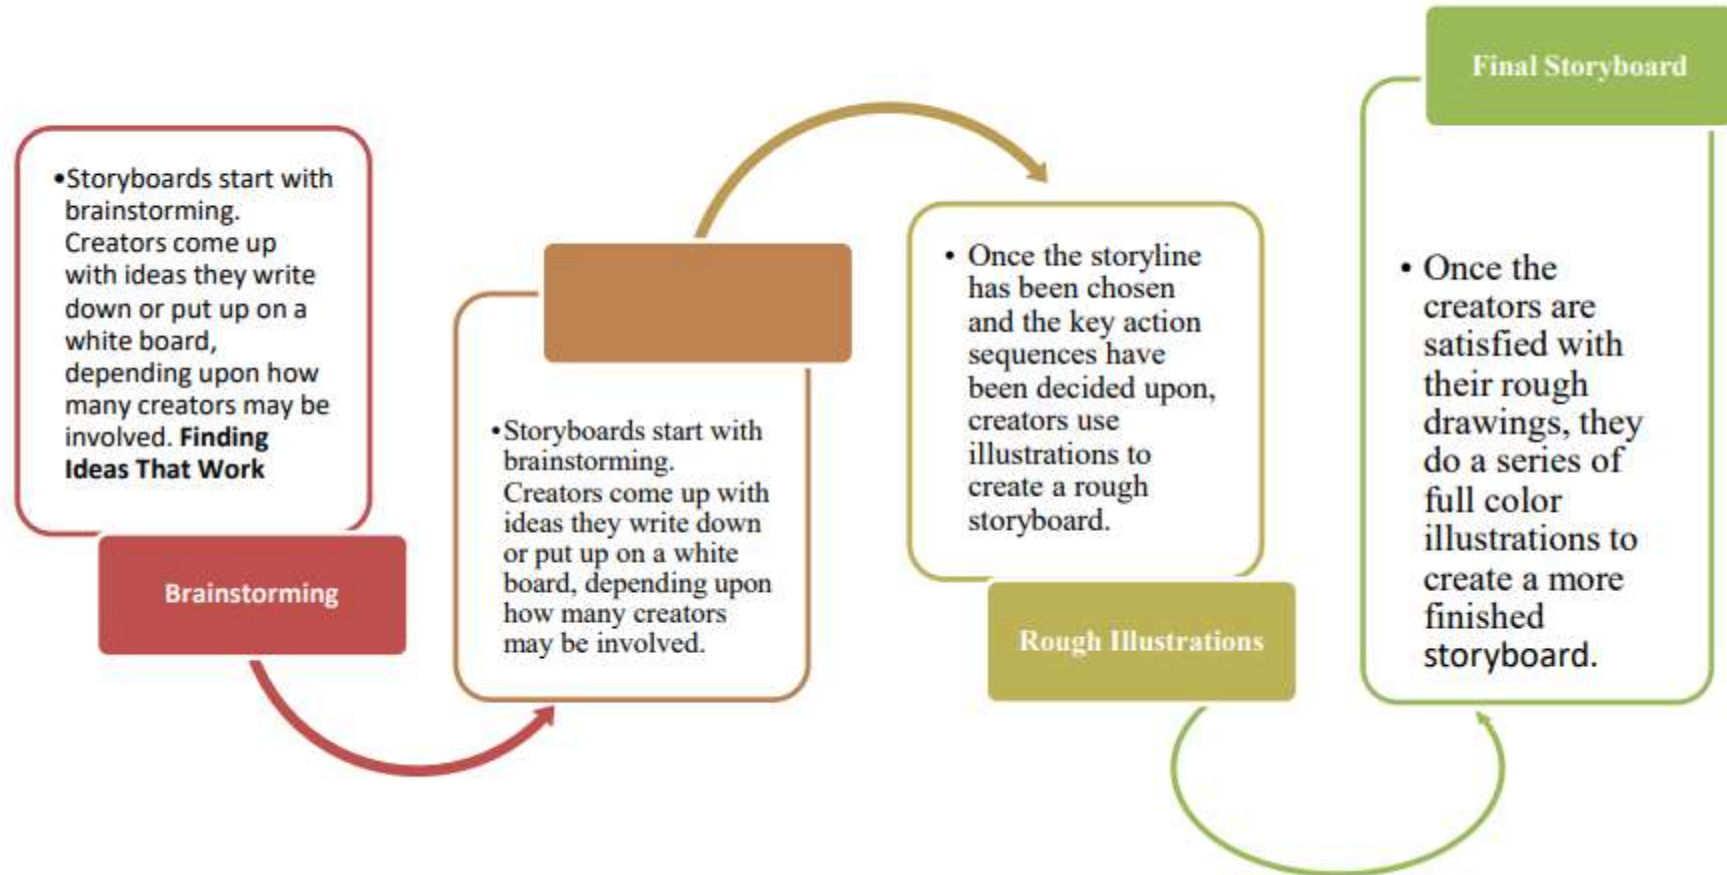 •Storyboards start with
brainstorming.
Creators come up
with ideas they write
down or put up on a
white board,
depending upon how
many creators may be
involved. Finding
Ideas That Work
Brainstorming
•Storyboards start with
brainstorming.
Creators come up with
ideas they write down
or put up on a white
board, depending upon
how many creators
may be involved.
• Once the storyline
has been chosen
and the key action
sequences have
been decided upon,
creators use
illustrations to
create a rough
storyboard.
Rough Illustrations
Final Storyboard
• Once the
creators are
satisfied with
their rough
drawings, they
do a series of
full color
illustrations to
create a more
finished
storyboard.